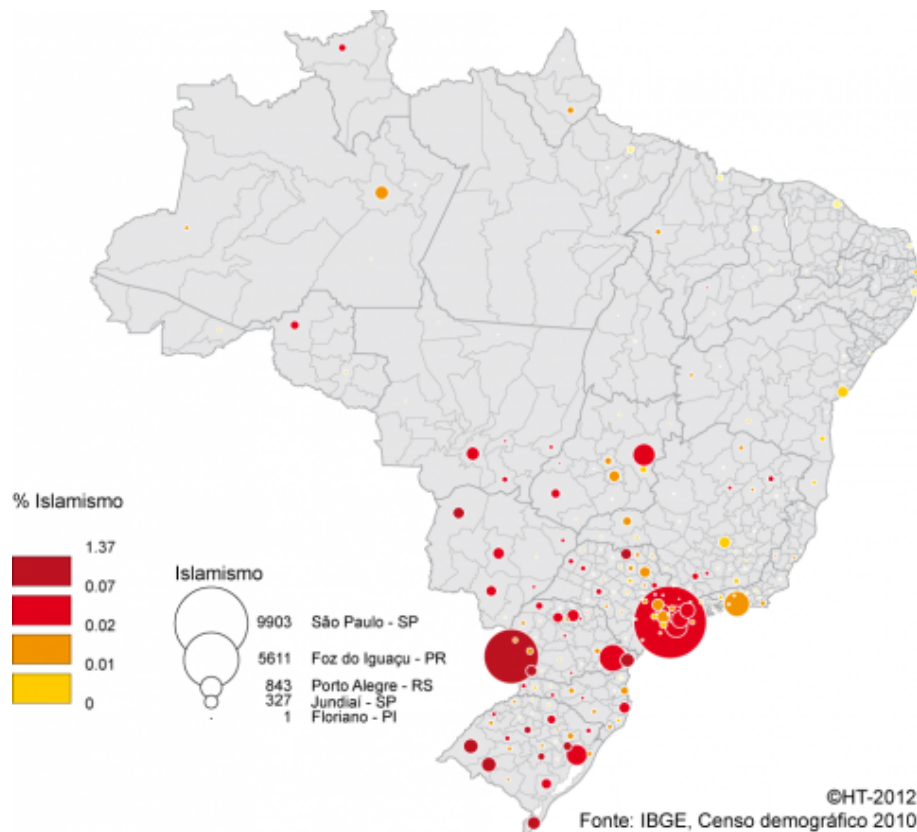 % Islamismo
1.37
0.07
0.02
0.01
0
Islamismo
9903 São Paulo - SP
5611 Foz do Iguaçu - PR
843 Porto Alegre - RS
327 Jundiaí - SP
1 Floriano - PI
©HT-2012
Fonte: IBGE, Censo demográfico 2010